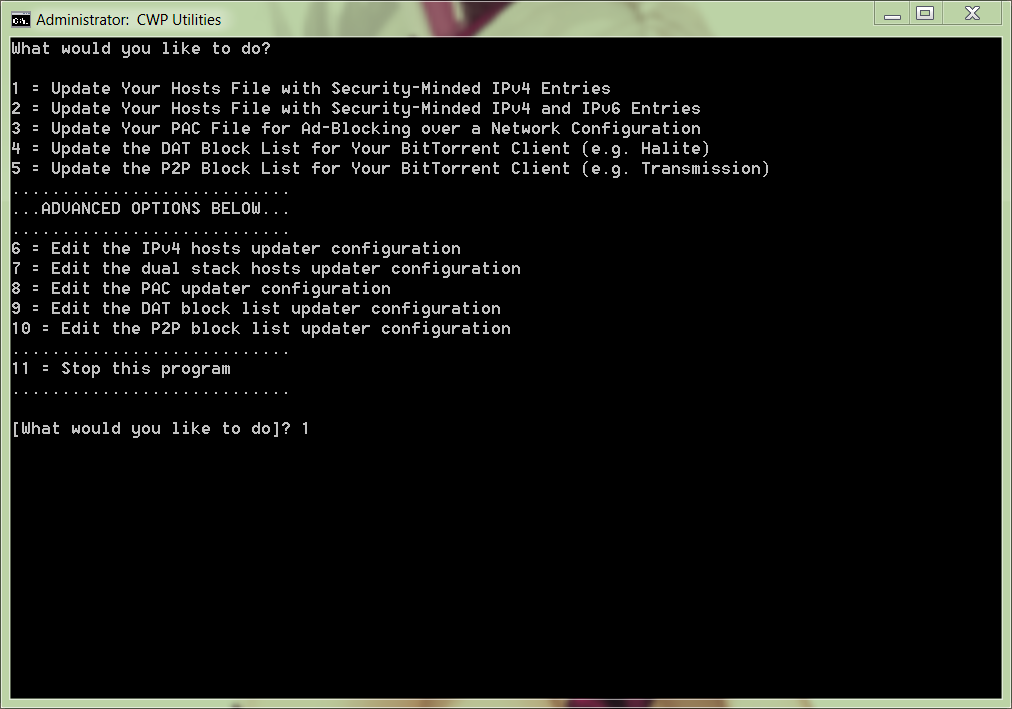 Administrator:  CWP Utilities
What would you like to do?
1 = Update Your Hosts File with Security-Minded IPv4 Entries
2 = Update Your Hosts File with Security-Minded IPv4 and IPv6 Entries
3 = Update Your PAC File for Ad-Blocking over a Network Configuration
4 = Update the DAT Block List for Your BitTorrent Client (e.g. Halite)
5 = Update the P2P Block List for Your BitTorrent Client (e.g. Transmission)
............................
...ADVANCED OPTIONS BELOW...
............................
6 = Edit the IPv4 hosts updater configuration
7 = Edit the dual stack hosts updater configuration
8 = Edit the PAC updater configuration
9 = Edit the DAT block list updater configuration
10 = Edit the P2P block list updater configuration
............................
11 = Stop this program
............................
[What would you like to do]? 1